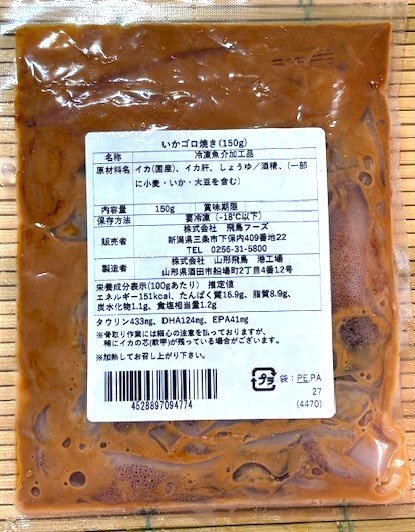 いかゴロ焼き(150g)
名称 冷凍魚介加工品
原材料名 イカ(国産)、イカ肝、しょうゆ/酒精、(一部
に小麦・いか・大豆を含む)
内容量 150g 賞味期限
保存方法 要冷凍(-18℃以下)
販売者 株式会社 飛鳥フーズ
新潟県三条市下保内409番地22
TEL 0256-31-5800
製造者 株式会社 山形飛鳥 港工場
山形県酒田市船場町2丁目4番12号
栄養成分表示(100gあたり) 推定値
エネルギー151kcal、たんぱく質16.9g、脂質8.9g、
炭水化物1.1g、食塩相当量1.2g
タウリン433mg、DHA124mg、EPA41mg
※骨取り作業には細心の注意を払っておりますが、
稀にイカの芯(軟甲)が残っている場合がございます。
※加熱してお召し上がり下さい。
プラ 袋:PE,PA
27
(4470)
4528897094774